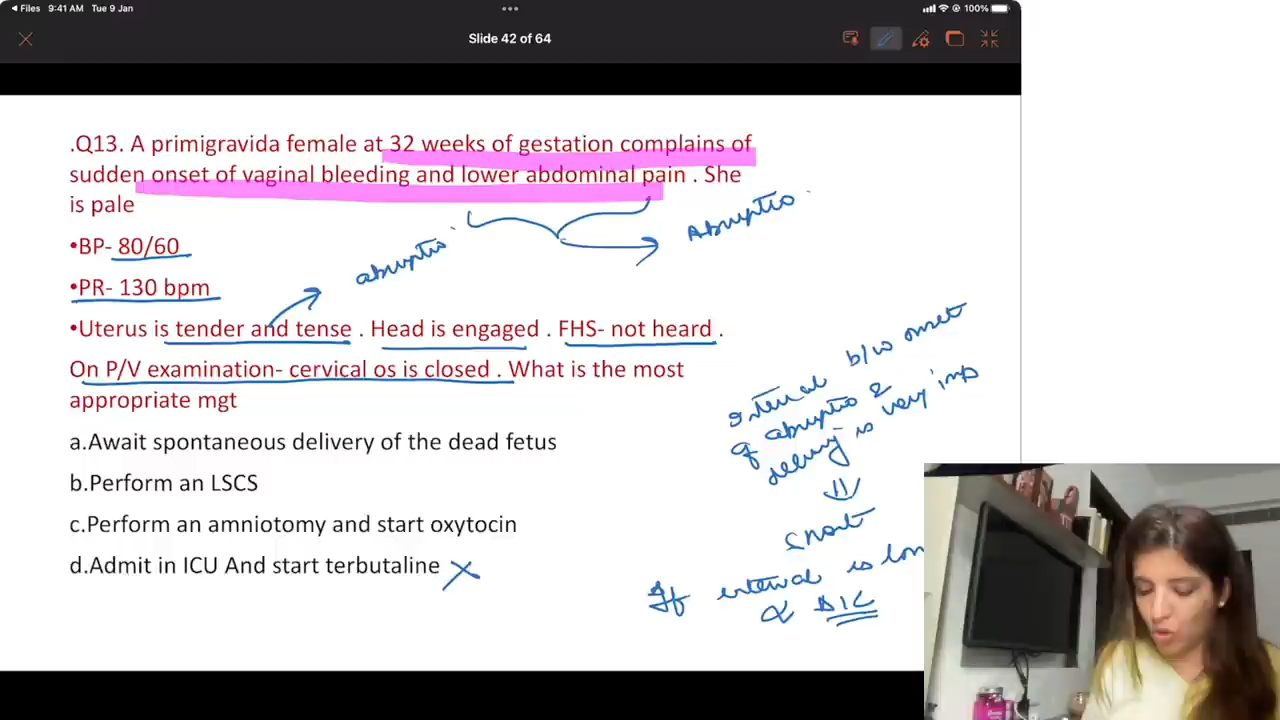 Files 9:41 AM Tue 9 Jan
100%
Slide 42 of 64
.Q13. A primigravida female at 32 weeks of gestation complains of
sudden onset of vaginal bleeding and lower abdominal pain . She
is pale
•BP- 80/60
Abruptio
•PR- 130 bpm
abruptio
•Uterus is tender and tense . Head is engaged . FHS- not heard .
On P/V examination- cervical os is closed . What is the most
appropriate mgt
a.Await spontaneous delivery of the dead fetus
b.Perform an LSCS
c.Perform an amniotomy and start oxytocin
d.Admit in ICU And start terbutaline
Interval b/w onset
of abruptio &
delivery is very imp
Short
If interval is lon
DIC